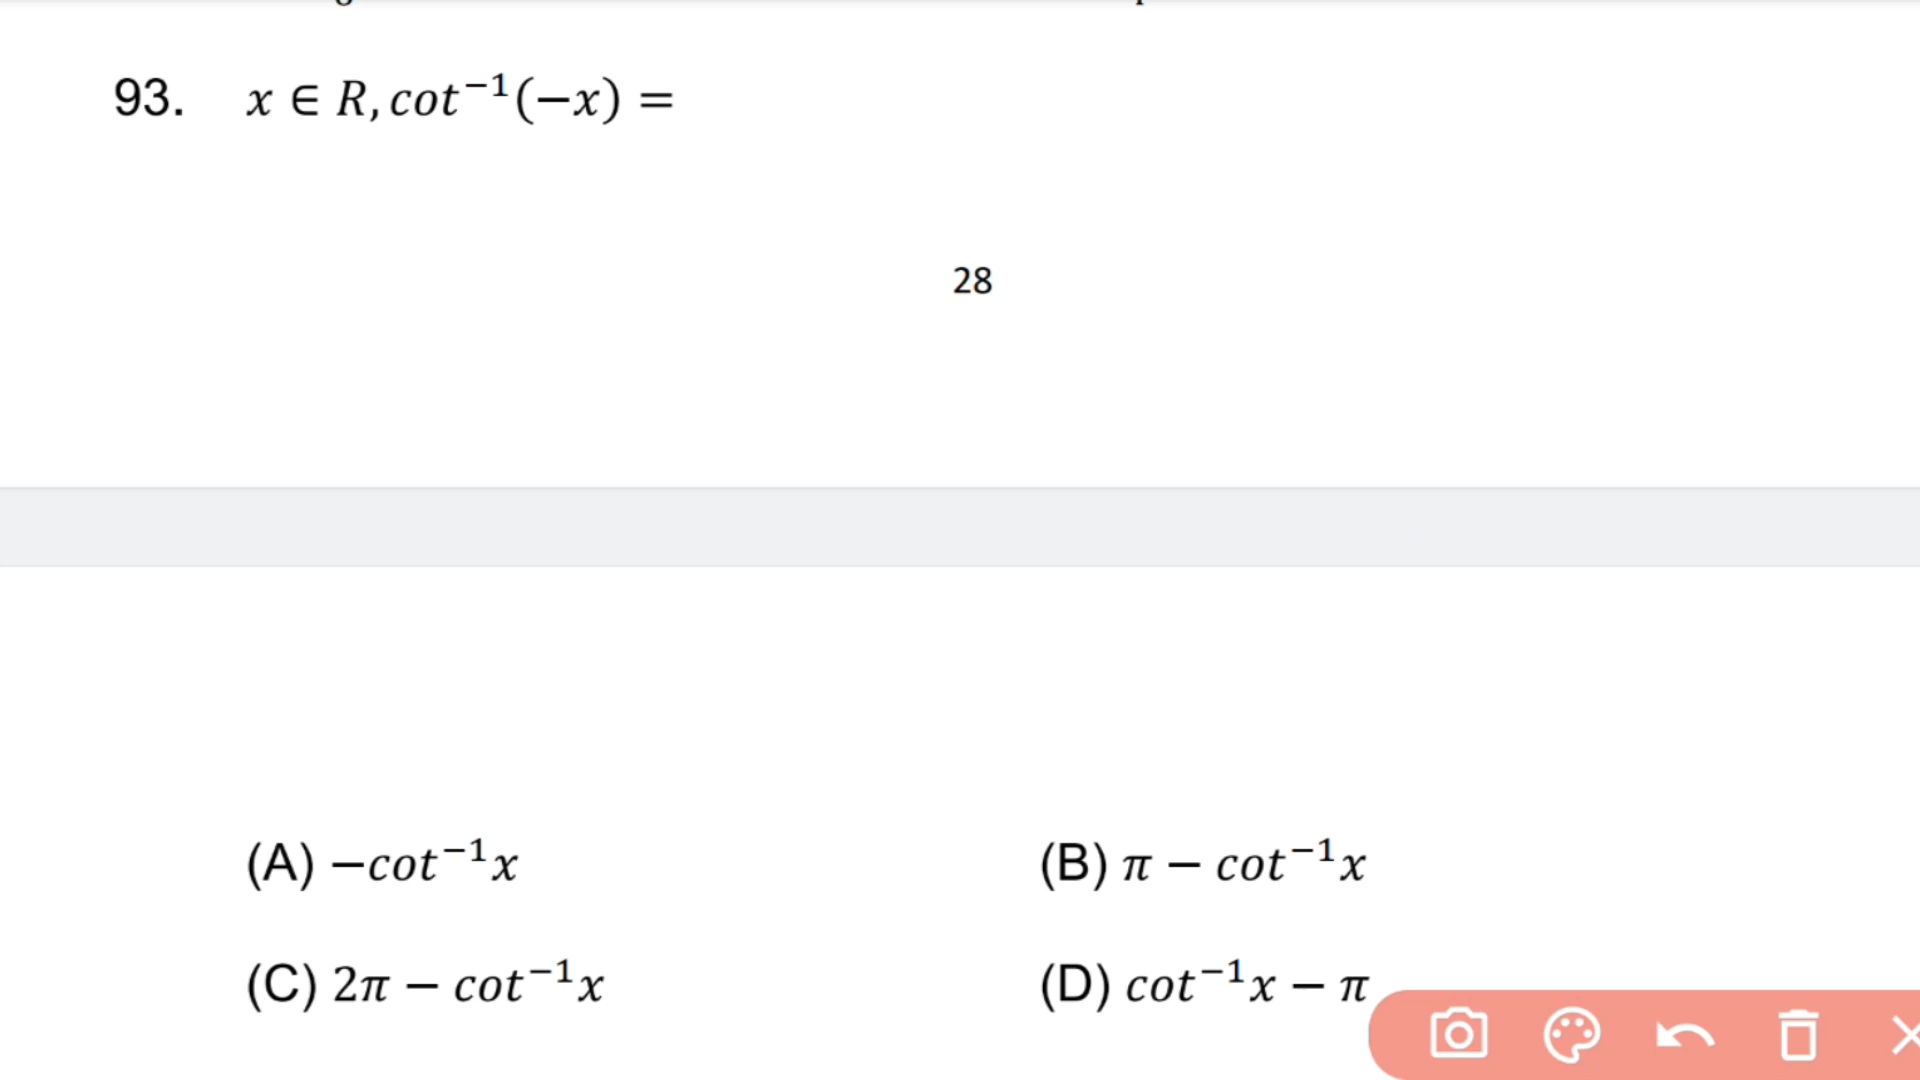 93. x ∈ R, cot⁻¹(−x) =
28
(A) −cot⁻¹x (B) π − cot⁻¹x
(C) 2π − cot⁻¹x (D) cot⁻¹x − π